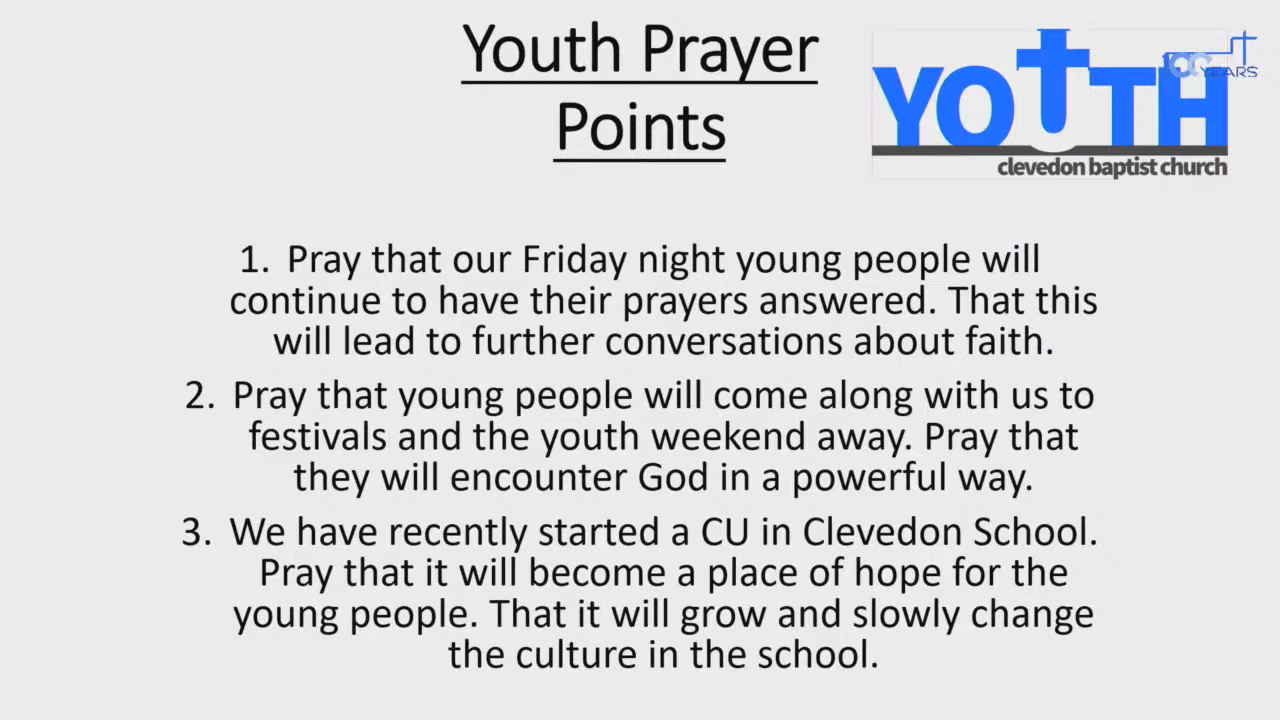 Youth Prayer
Points
YOUTH
clevedon baptist church
100 YEARS
1. Pray that our Friday night young people will
continue to have their prayers answered. That this
will lead to further conversations about faith.
2. Pray that young people will come along with us to
festivals and the youth weekend away. Pray that
they will encounter God in a powerful way.
3. We have recently started a CU in Clevedon School.
Pray that it will become a place of hope for the
young people. That it will grow and slowly change
the culture in the school.